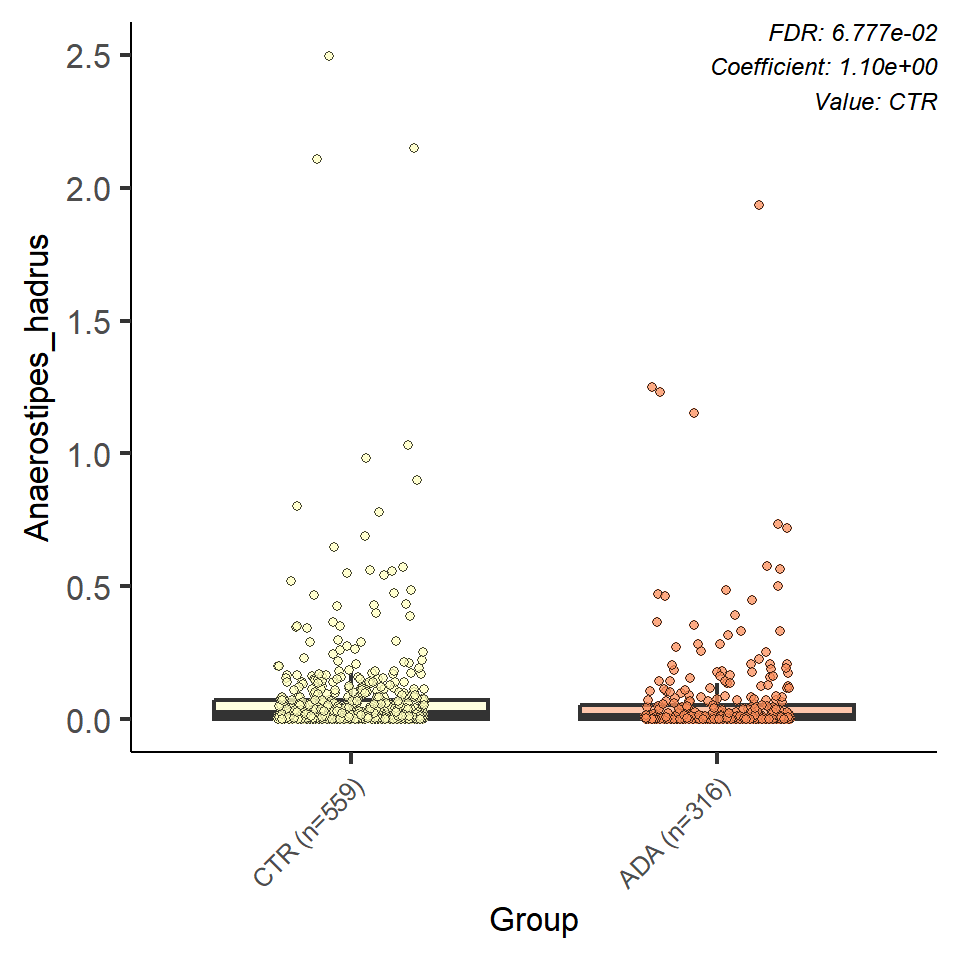 FDR: 6.777e-02
Coefficient: 1.10e+00
Value: CTR
2.5
2.0
1.5
1.0
0.5
0.0
Anaerostipes_hadrus
CTR (n=559)
ADA (n=316)
Group